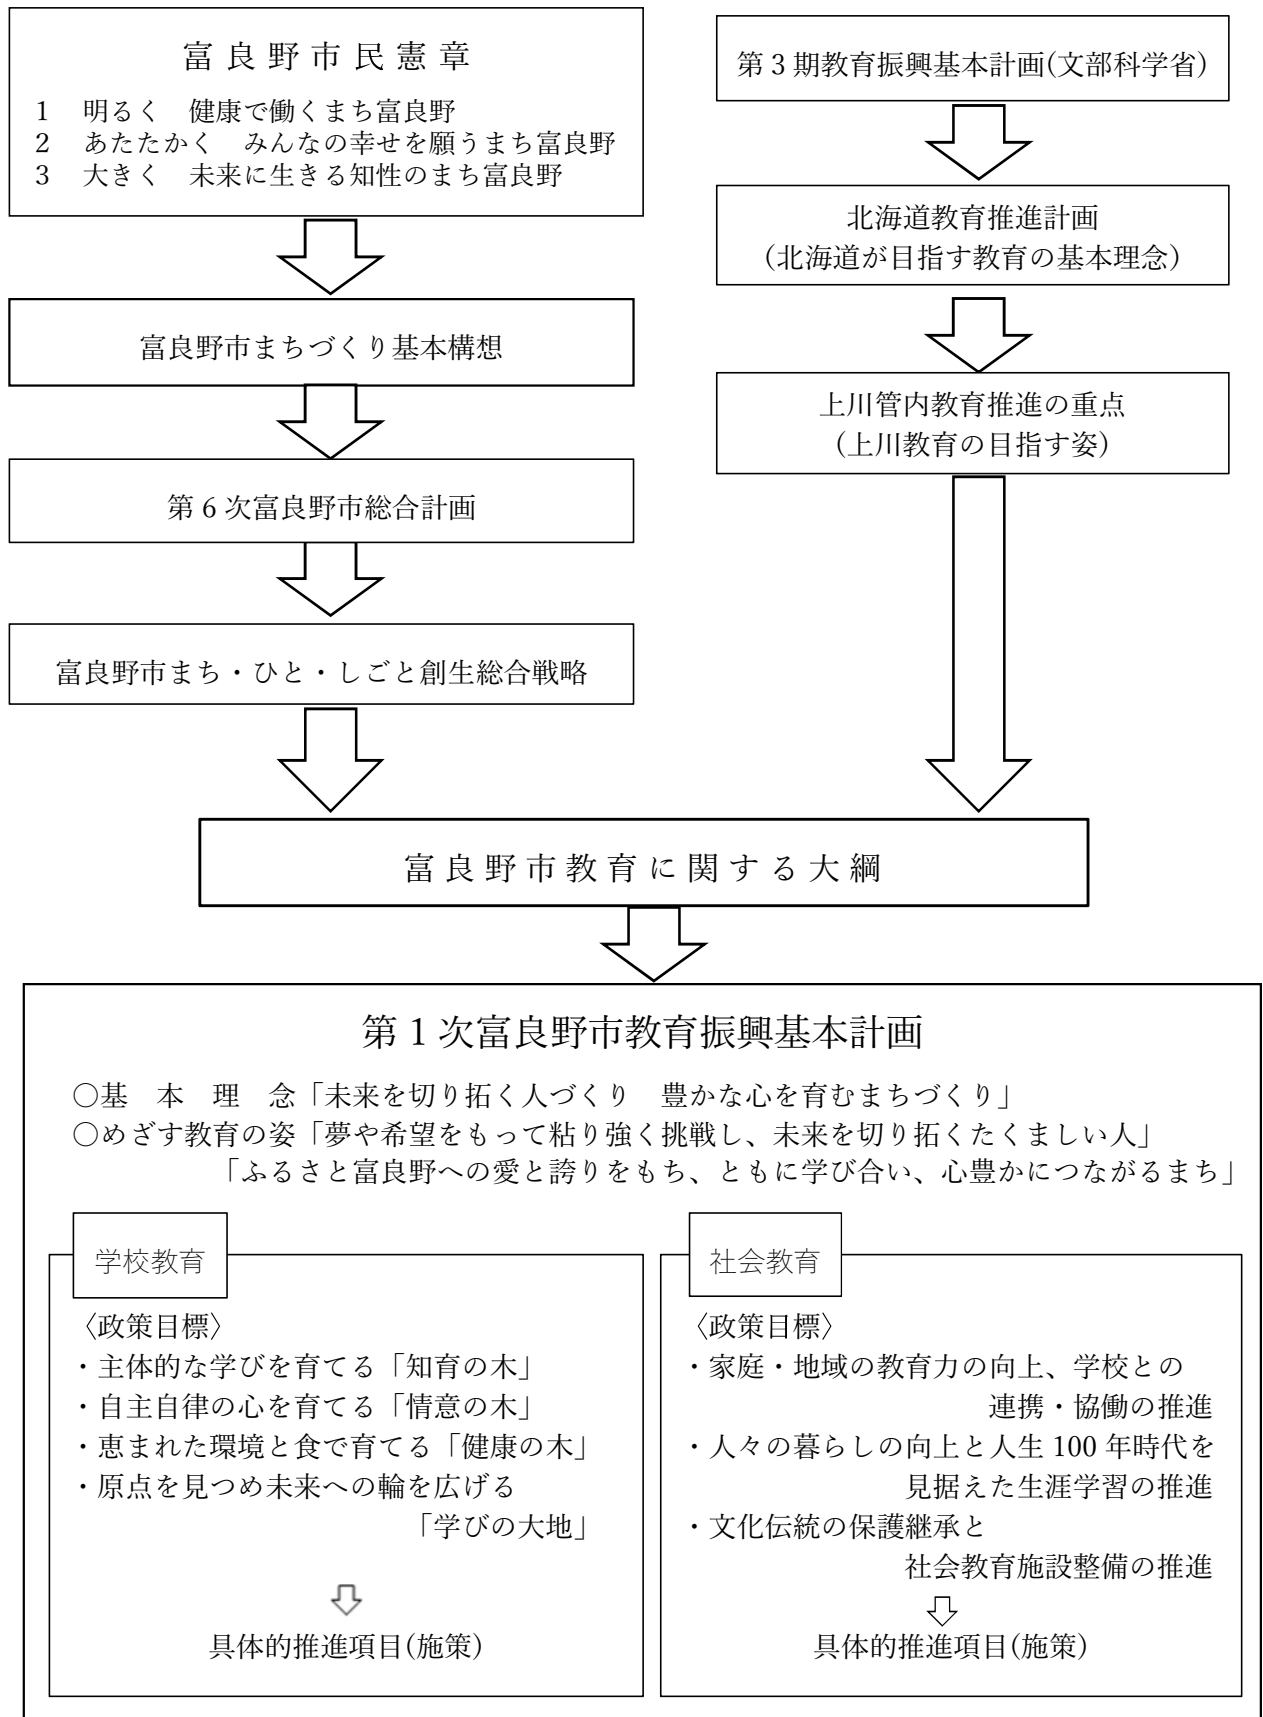 富良野市民憲章
1 明るく 健康で働くまち富良野
2 あたたかく みんなの幸せを願うまち富良野
3 大きく 未来に生きる知性のまち富良野
富良野市まちづくり基本構想
第6次富良野市総合計画
富良野市まち・ひと・しごと創生総合戦略
第3期教育振興基本計画(文部科学省)
北海道教育推進計画
(北海道が目指す教育の基本理念)
上川管内教育推進の重点
(上川教育の目指す姿)
富良野市教育に関する大綱
第1次富良野市教育振興基本計画
○基 本 理 念「未来を切り拓く人づくり 豊かな心を育むまちづくり」
○めざす教育の姿「夢や希望をもって粘り強く挑戦し、未来を切り拓くたくましい人」
「ふるさと富良野への愛と誇りをもち、ともに学び合い、心豊かにつながるまち」
学校教育
〈政策目標〉
・主体的な学びを育てる「知育の木」
・自主自律の心を育てる「情意の木」
・恵まれた環境と食で育てる「健康の木」
・原点を見つめ未来への輪を広げる
「学びの大地」
具体的推進項目(施策)
社会教育
〈政策目標〉
・家庭・地域の教育力の向上、学校との
連携・協働の推進
・人々の暮らしの向上と人生100年時代を
見据えた生涯学習の推進
・文化伝統の保護継承と
社会教育施設整備の推進
具体的推進項目(施策)